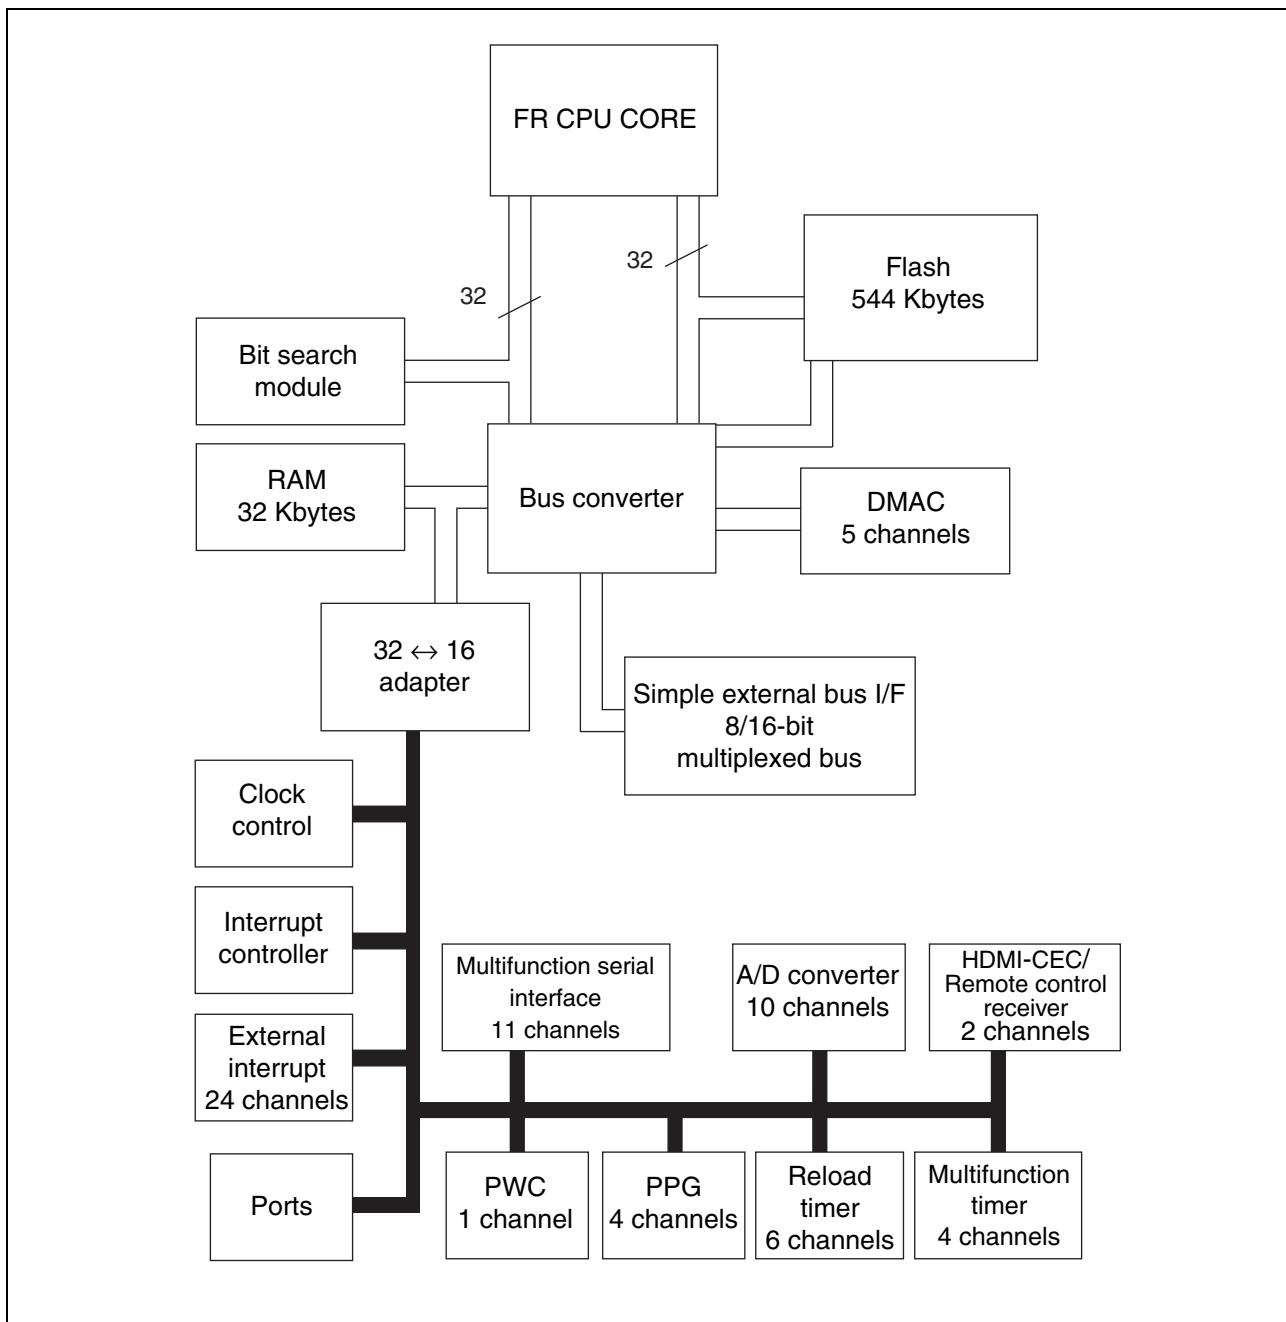 FR CPU CORE
32
32
Flash
544 Kbytes
Bit search
module
RAM
32 Kbytes
Bus converter
DMAC
5 channels
32 ↔ 16
adapter
Simple external bus I/F
8/16-bit
multiplexed bus
Clock
control
Interrupt
controller
External
interrupt
24 channels
Ports
Multifunction serial
interface
11 channels
A/D converter
10 channels
HDMI-CEC/
Remote control
receiver
2 channels
PWC
1 channel
PPG
4 channels
Reload
timer
6 channels
Multifunction
timer
4 channels